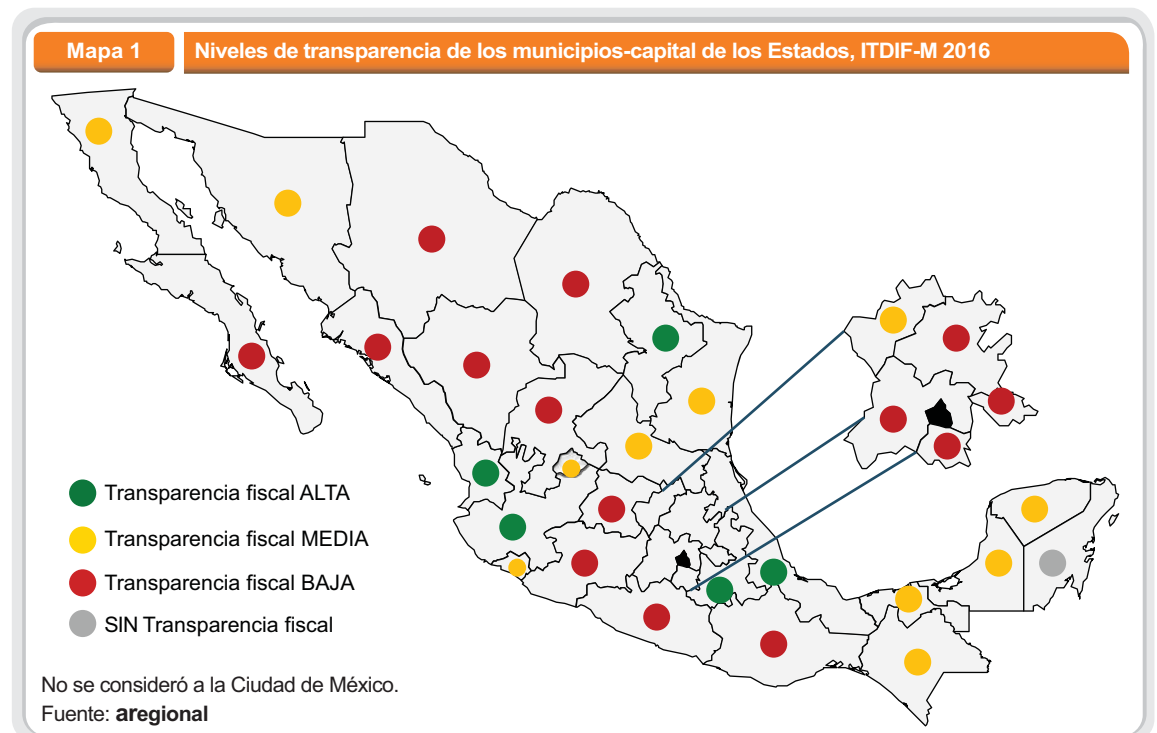 Mapa 1
Niveles de transparencia de los municipios-capital de los Estados, ITDIF-M 2016
Transparencia fiscal ALTA
Transparencia fiscal MEDIA
Transparencia fiscal BAJA
SIN Transparencia fiscal
No se consideró a la Ciudad de México.
Fuente: aregional